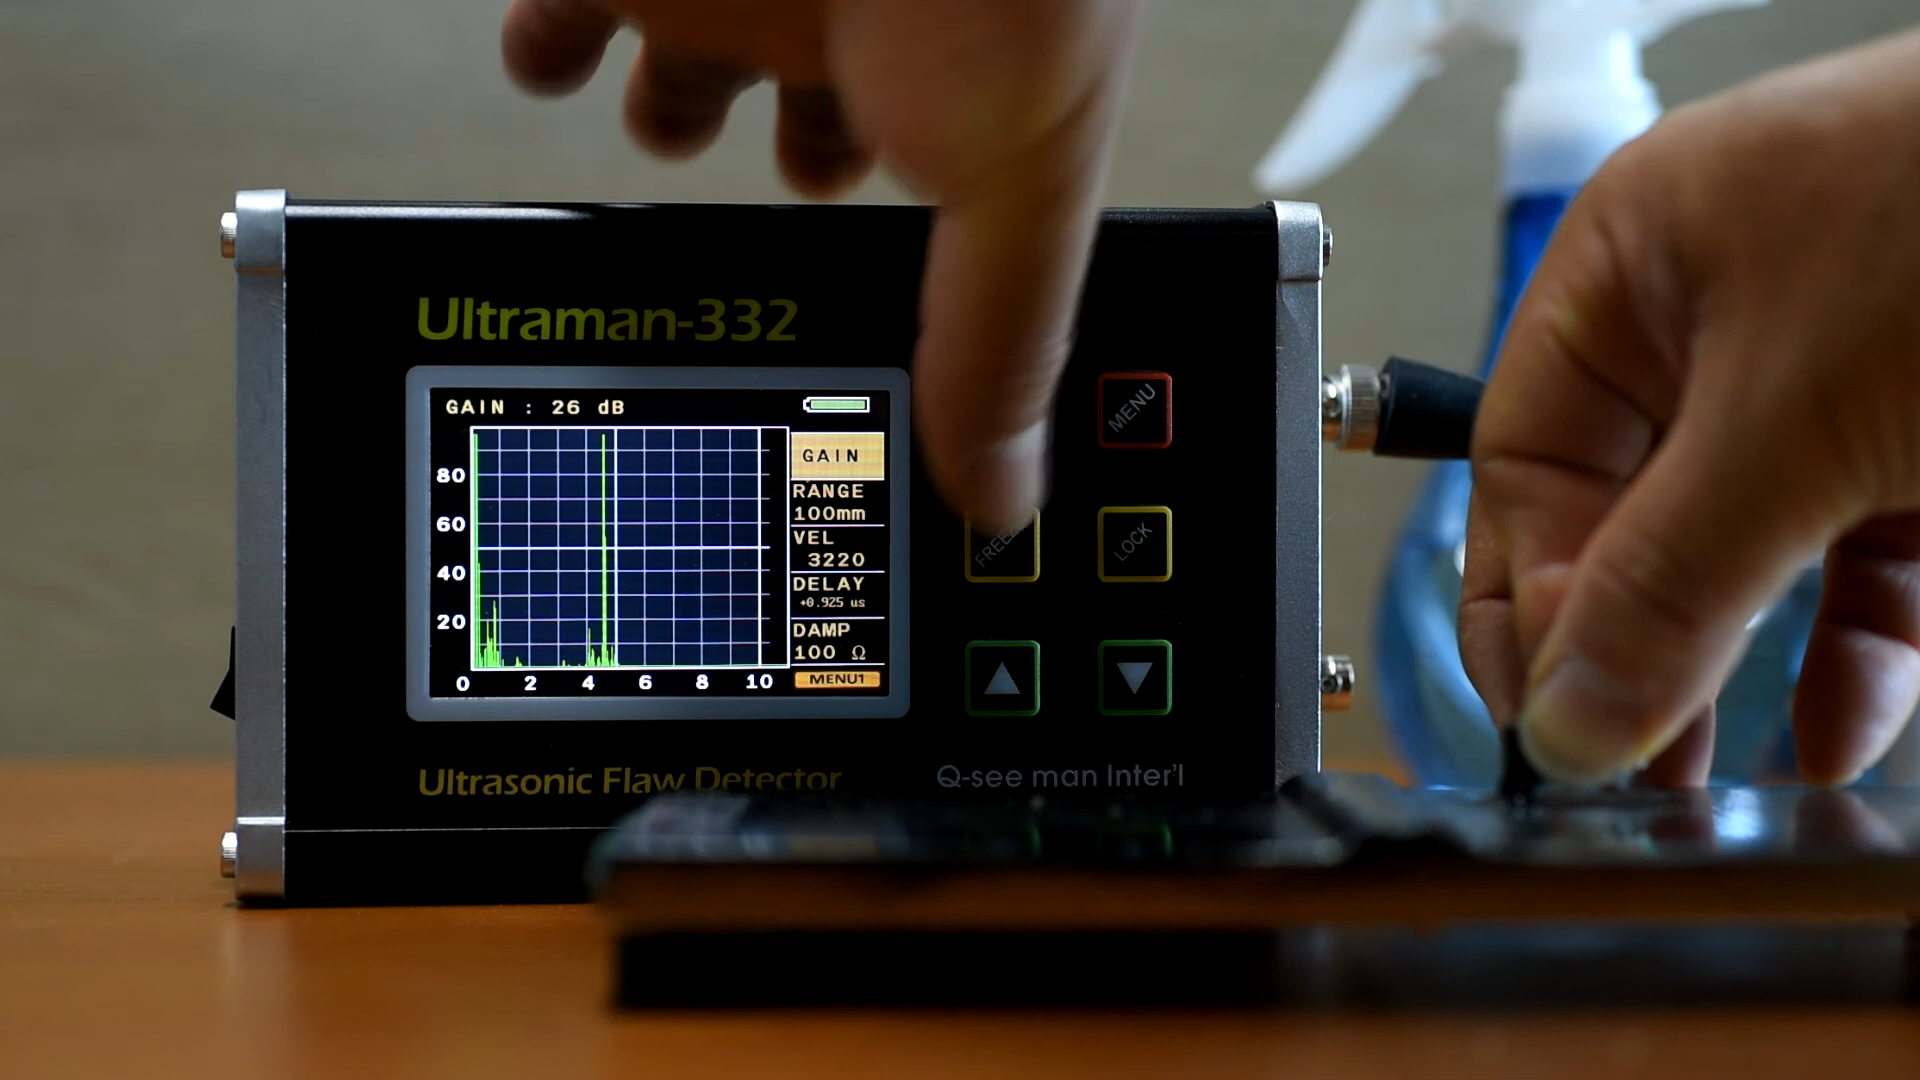 Ultraman-332
GAIN : 26 dB
GAIN
RANGE
100mm
VEL
3220
DELAY
+0.925 us
DAMP
100 Ω
MENU1
80
60
40
20
0 2 4 6 8 10
MENU
LOCK
Ultrasonic Flaw Detector
Q-see man Inter'l